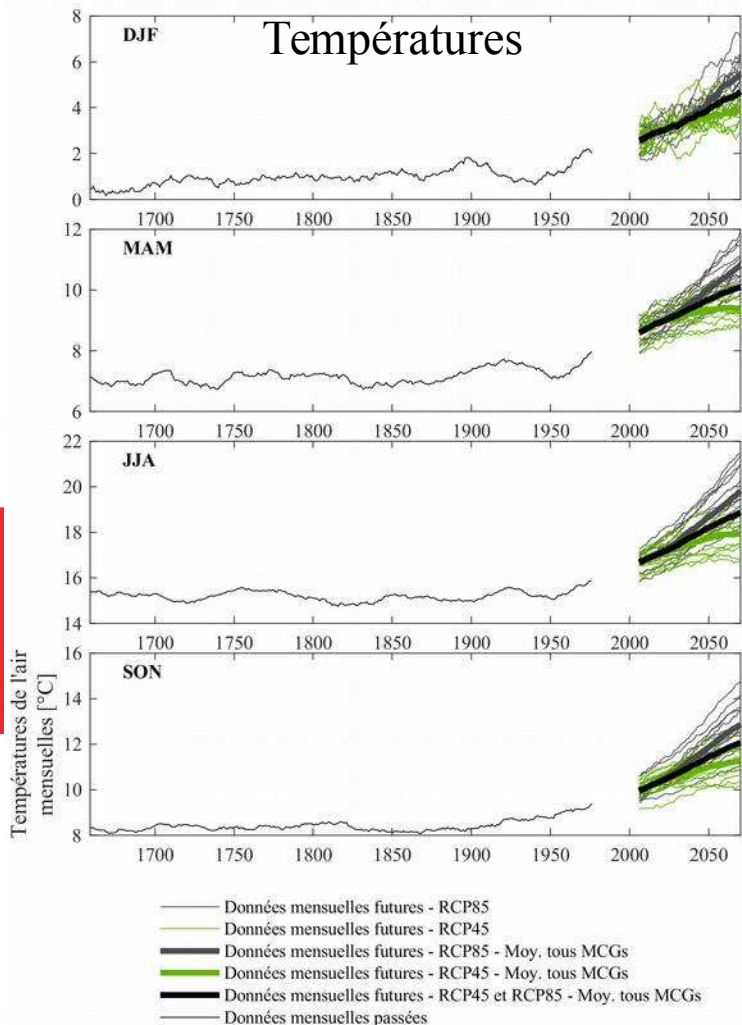 Températures
DJF
8
6
4
2
0
1700 1750 1800 1850 1900 1950 2000 2050
MAM
12
10
8
6
1700 1750 1800 1850 1900 1950 2000 2050
JJA
22
20
18
16
14
1700 1750 1800 1850 1900 1950 2000 2050
SON
16
14
12
10
8
1700 1750 1800 1850 1900 1950 2000 2050
Températures de l'air
mensuelles [°C]
Données mensuelles futures - RCP85
Données mensuelles futures - RCP45
Données mensuelles futures - RCP85 - Moy. tous MCGs
Données mensuelles futures - RCP45 - Moy. tous MCGs
Données mensuelles futures - RCP45 et RCP85 - Moy. tous MCGs
Données mensuelles passées